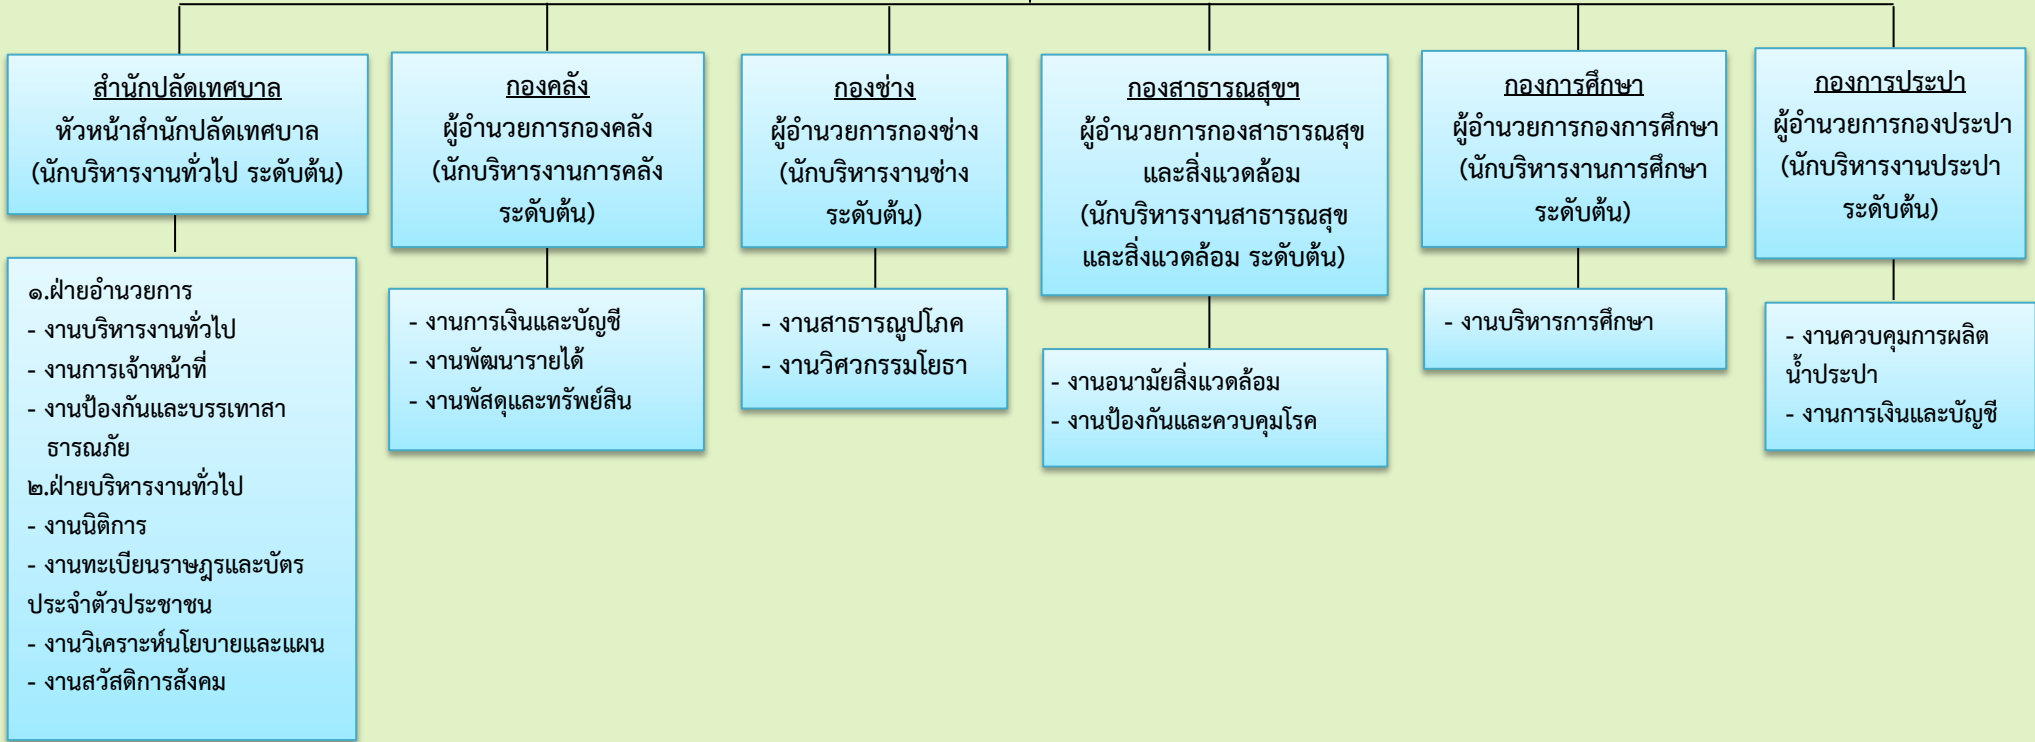 สำนักปลัดเทศบาล
หัวหน้าสำนักปลัดเทศบาล
(นักบริหารงานทั่วไป ระดับต้น)
๑.ฝ่ายอำนวยการ
- งานบริหารงานทั่วไป
- งานการเจ้าหน้าที่
- งานป้องกันและบรรเทาสา
ธารณภัย
๒.ฝ่ายบริหารงานทั่วไป
- งานนิติการ
- งานทะเบียนราษฎรและบัตร
ประจำตัวประชาชน
- งานวิเคราะห์นโยบายและแผน
- งานสวัสดิการสังคม
กองคลัง
ผู้อำนวยการกองคลัง
(นักบริหารงานการคลัง
ระดับต้น)
- งานการเงินและบัญชี
- งานพัฒนารายได้
- งานพัสดุและทรัพย์สิน
กองช่าง
ผู้อำนวยการกองช่าง
(นักบริหารงานช่าง
ระดับต้น)
- งานสาธารณูปโภค
- งานวิศวกรรมโยธา
กองสาธารณสุขฯ
ผู้อำนวยการกองสาธารณสุข
และสิ่งแวดล้อม
(นักบริหารงานสาธารณสุข
และสิ่งแวดล้อม ระดับต้น)
- งานอนามัยสิ่งแวดล้อม
- งานป้องกันและควบคุมโรค
กองการศึกษา
ผู้อำนวยการกองการศึกษา
(นักบริหารงานการศึกษา
ระดับต้น)
- งานบริหารการศึกษา
กองการประปา
ผู้อำนวยการกองประปา
(นักบริหารงานประปา
ระดับต้น)
- งานควบคุมการผลิต
น้ำประปา
- งานการเงินและบัญชี